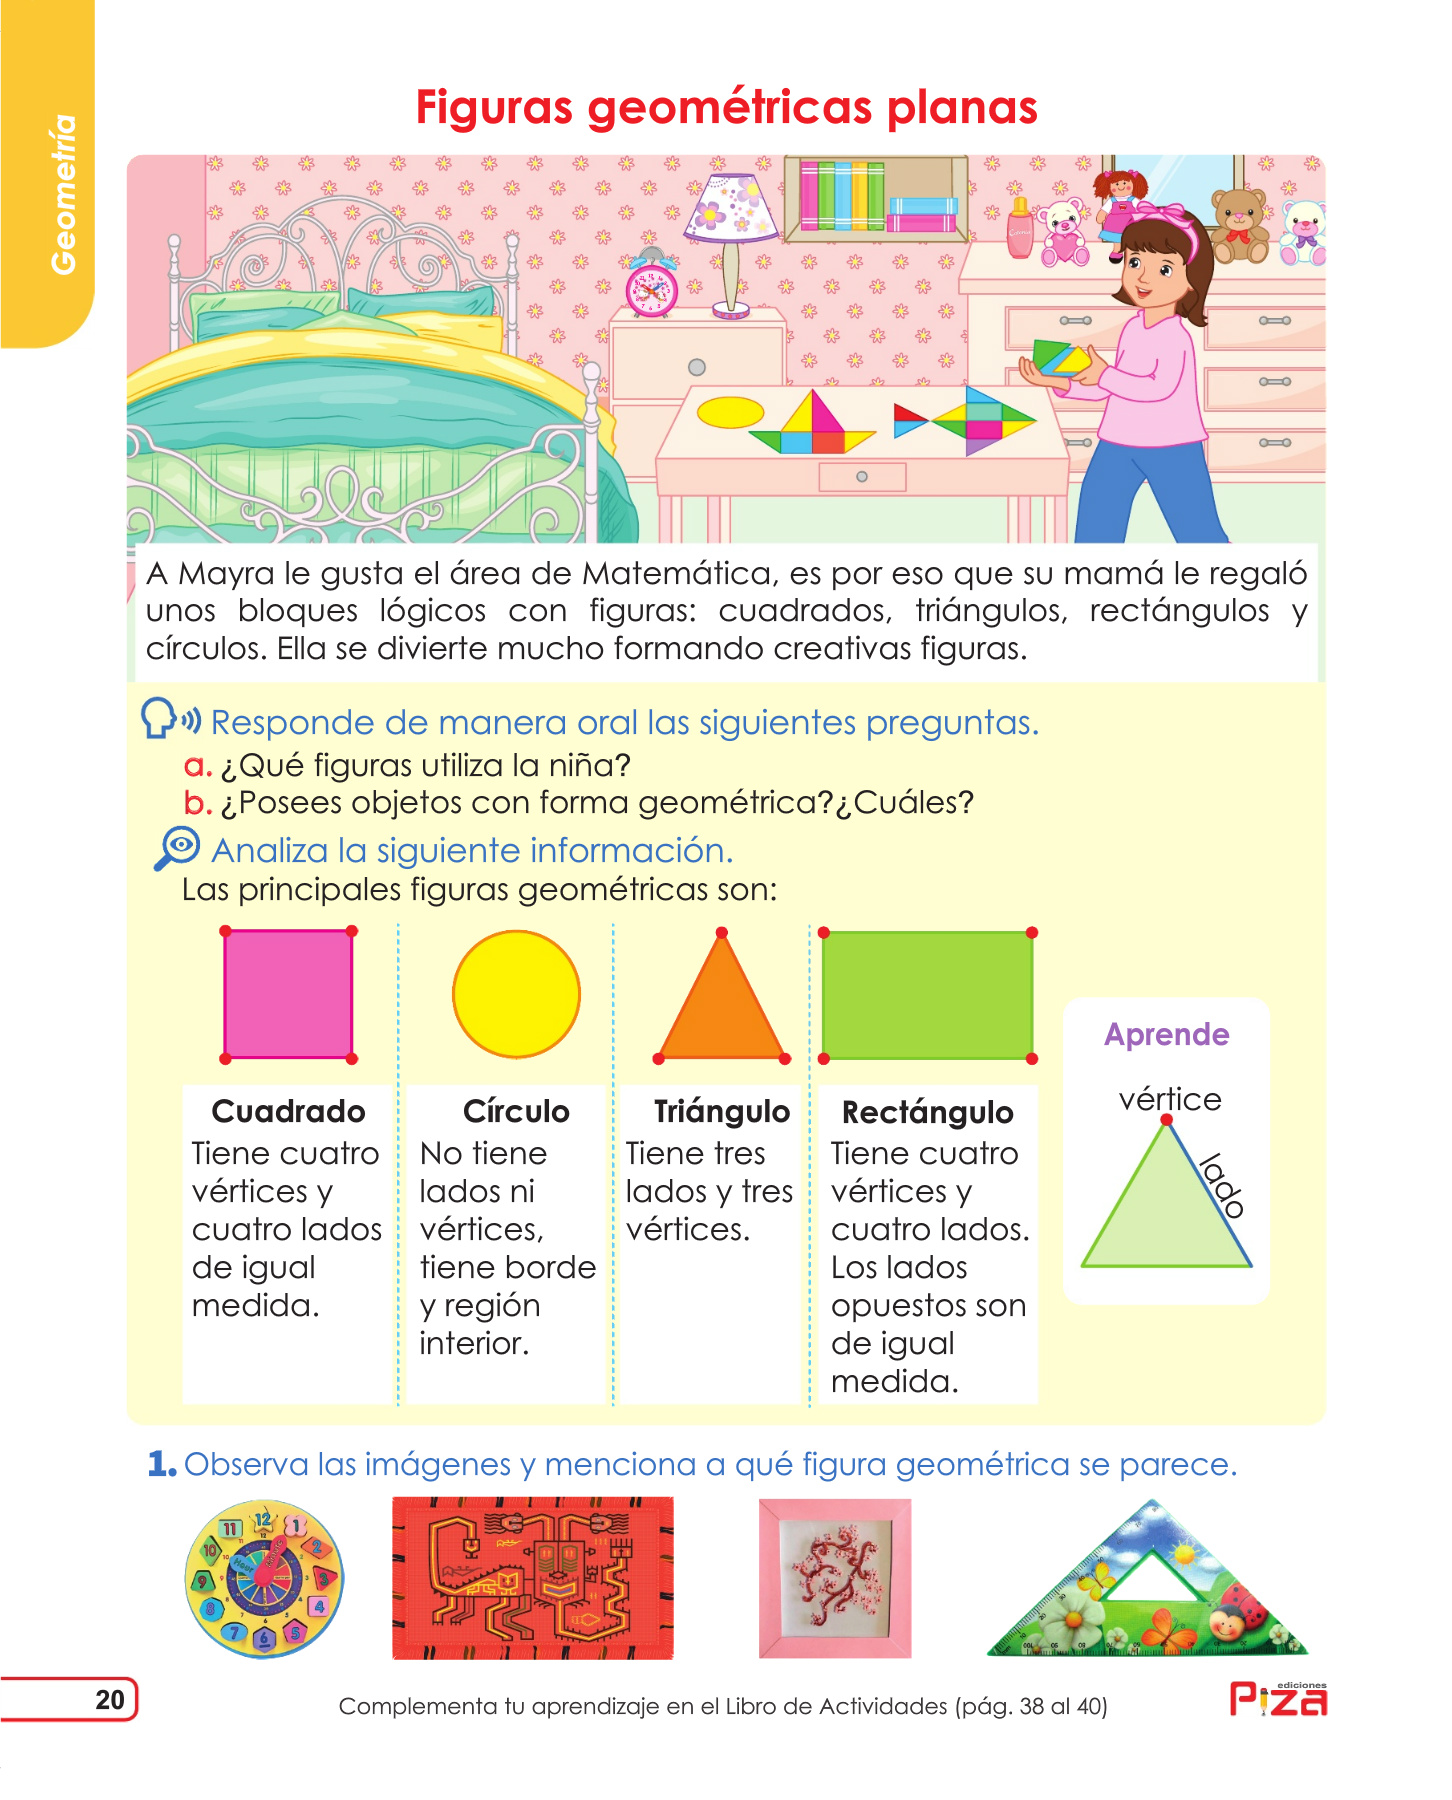 Geometría
Figuras geométricas planas
A Mayra le gusta el área de Matemática, es por eso que su mamá le regaló
unos bloques lógicos con figuras: cuadrados, triángulos, rectángulos y
círculos. Ella se divierte mucho formando creativas figuras.
Responde de manera oral las siguientes preguntas.
a. ¿Qué figuras utiliza la niña?
b. ¿Posees objetos con forma geométrica?¿Cuáles?
Analiza la siguiente información.
Las principales figuras geométricas son:
Cuadrado
Tiene cuatro
vértices y
cuatro lados
de igual
medida.
Círculo
No tiene
lados ni
vértices,
tiene borde
y región
interior.
Triángulo
Tiene tres
lados y tres
vértices.
Rectángulo
Tiene cuatro
vértices y
cuatro lados.
Los lados
opuestos son
de igual
medida.
Aprende
vértice
lado
1. Observa las imágenes y menciona a qué figura geométrica se parece.
12
1
2
3
4
5
6
7
8
9
10
11
20
Complementa tu aprendizaje en el Libro de Actividades (pág. 38 al 40)
ediciones
Piza